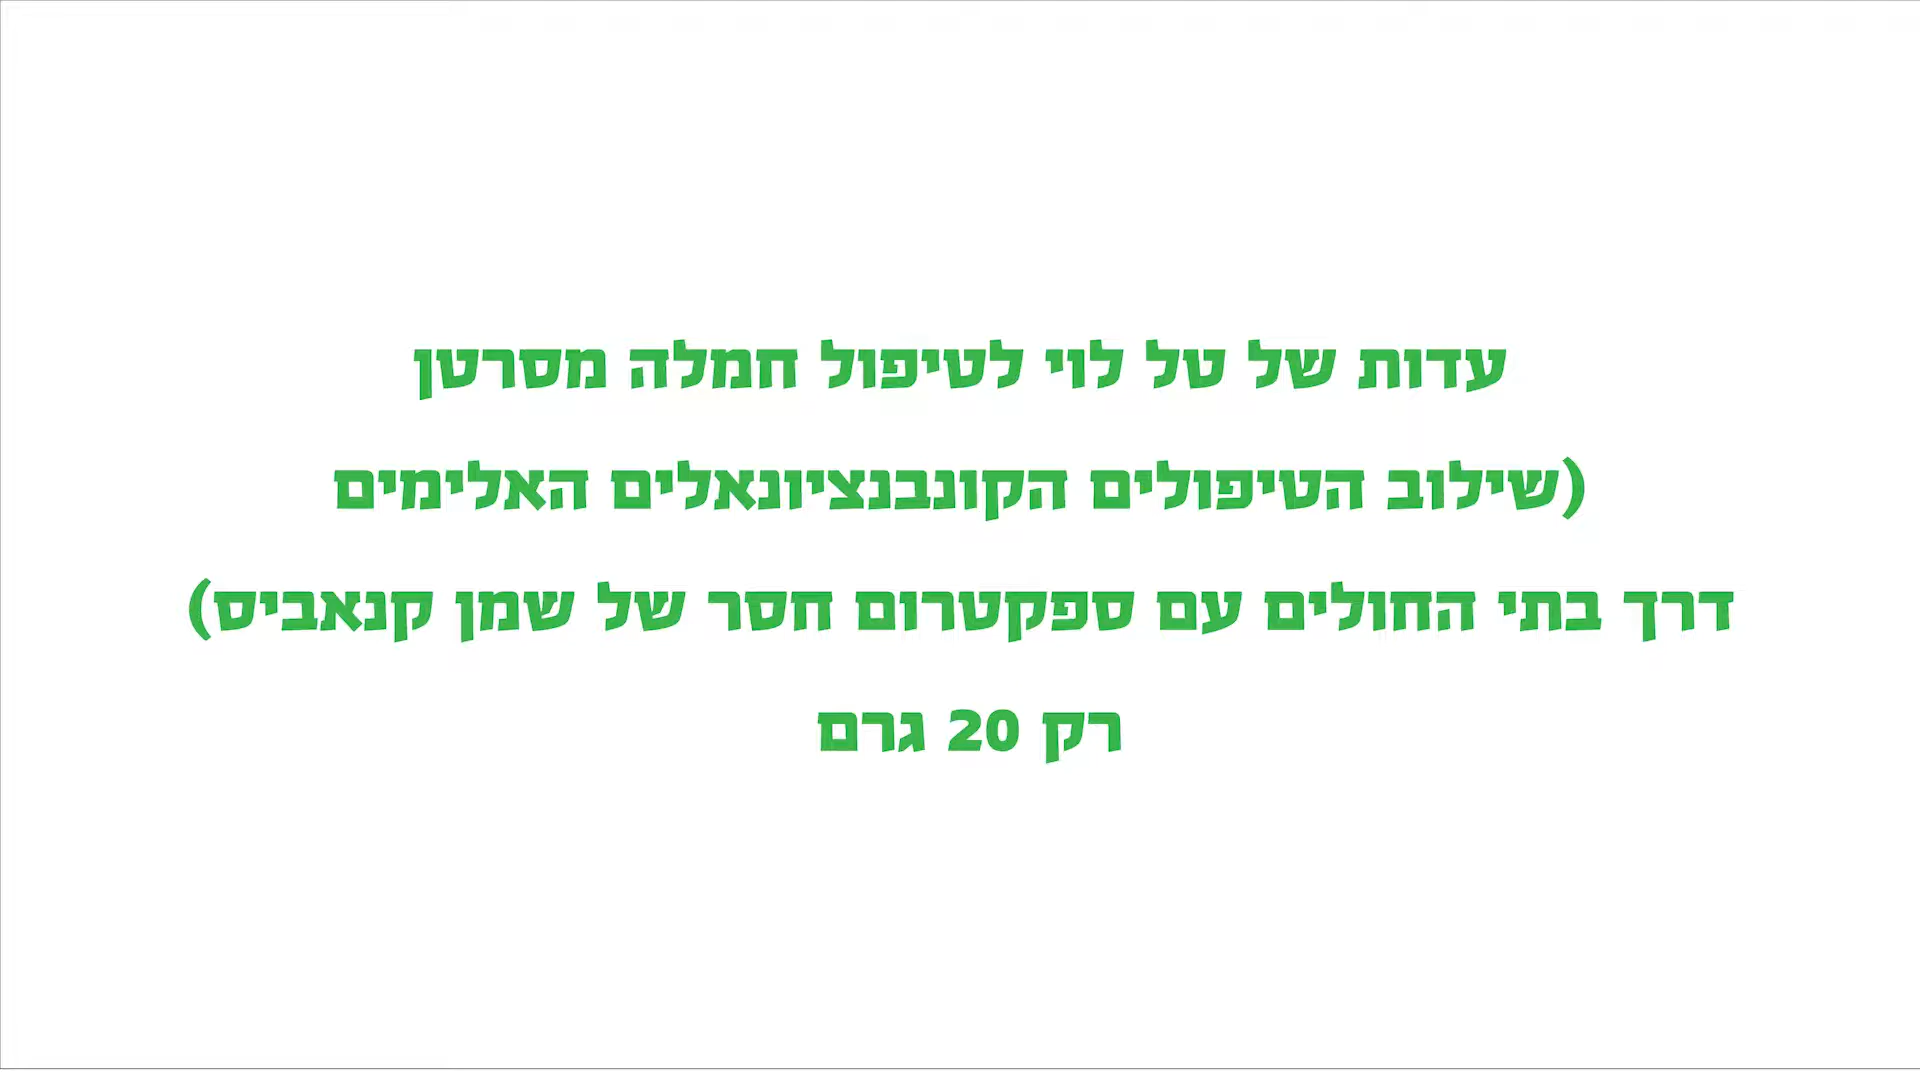 עדות של טל לוי לטיפול חמלה מסרטן
(שילוב הטיפולים הקונבנציונאלים האלימים
דרך בתי החולים עם ספקטרום חסר של שמן קנאביס)
רק 20 גרם